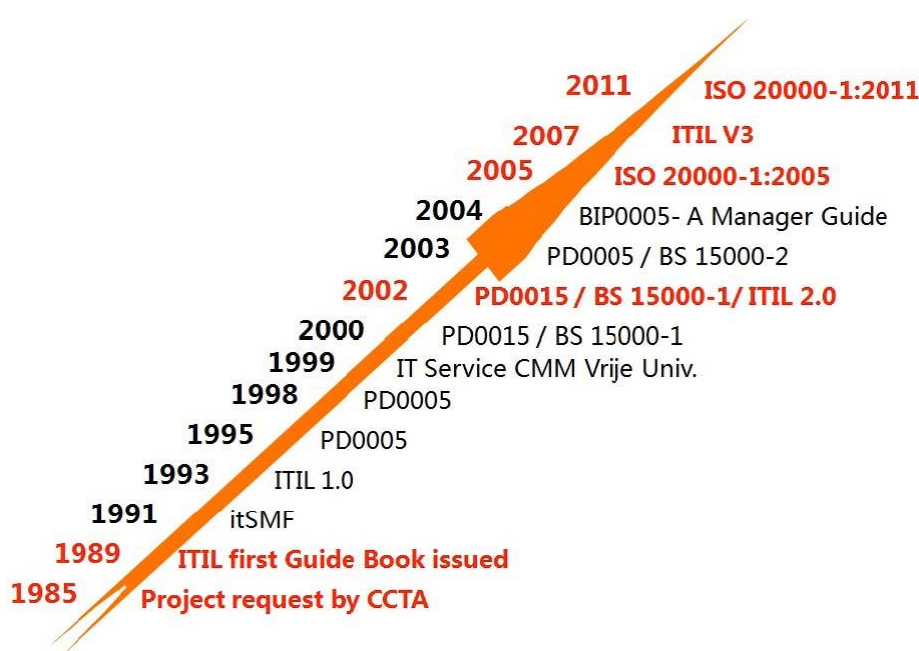 2011 ISO 20000-1:2011
2007 ITIL V3
2005 ISO 20000-1:2005
2004 BIP0005- A Manager Guide
2003 PD0005 / BS 15000-2
2002 PD0015 / BS 15000-1/ ITIL 2.0
2000 PD0015 / BS 15000-1
1999 IT Service CMM Vrije Univ.
1998 PD0005
1995 PD0005
1993 ITIL 1.0
1991 itSMF
1989 ITIL first Guide Book issued
1985 Project request by CCTA